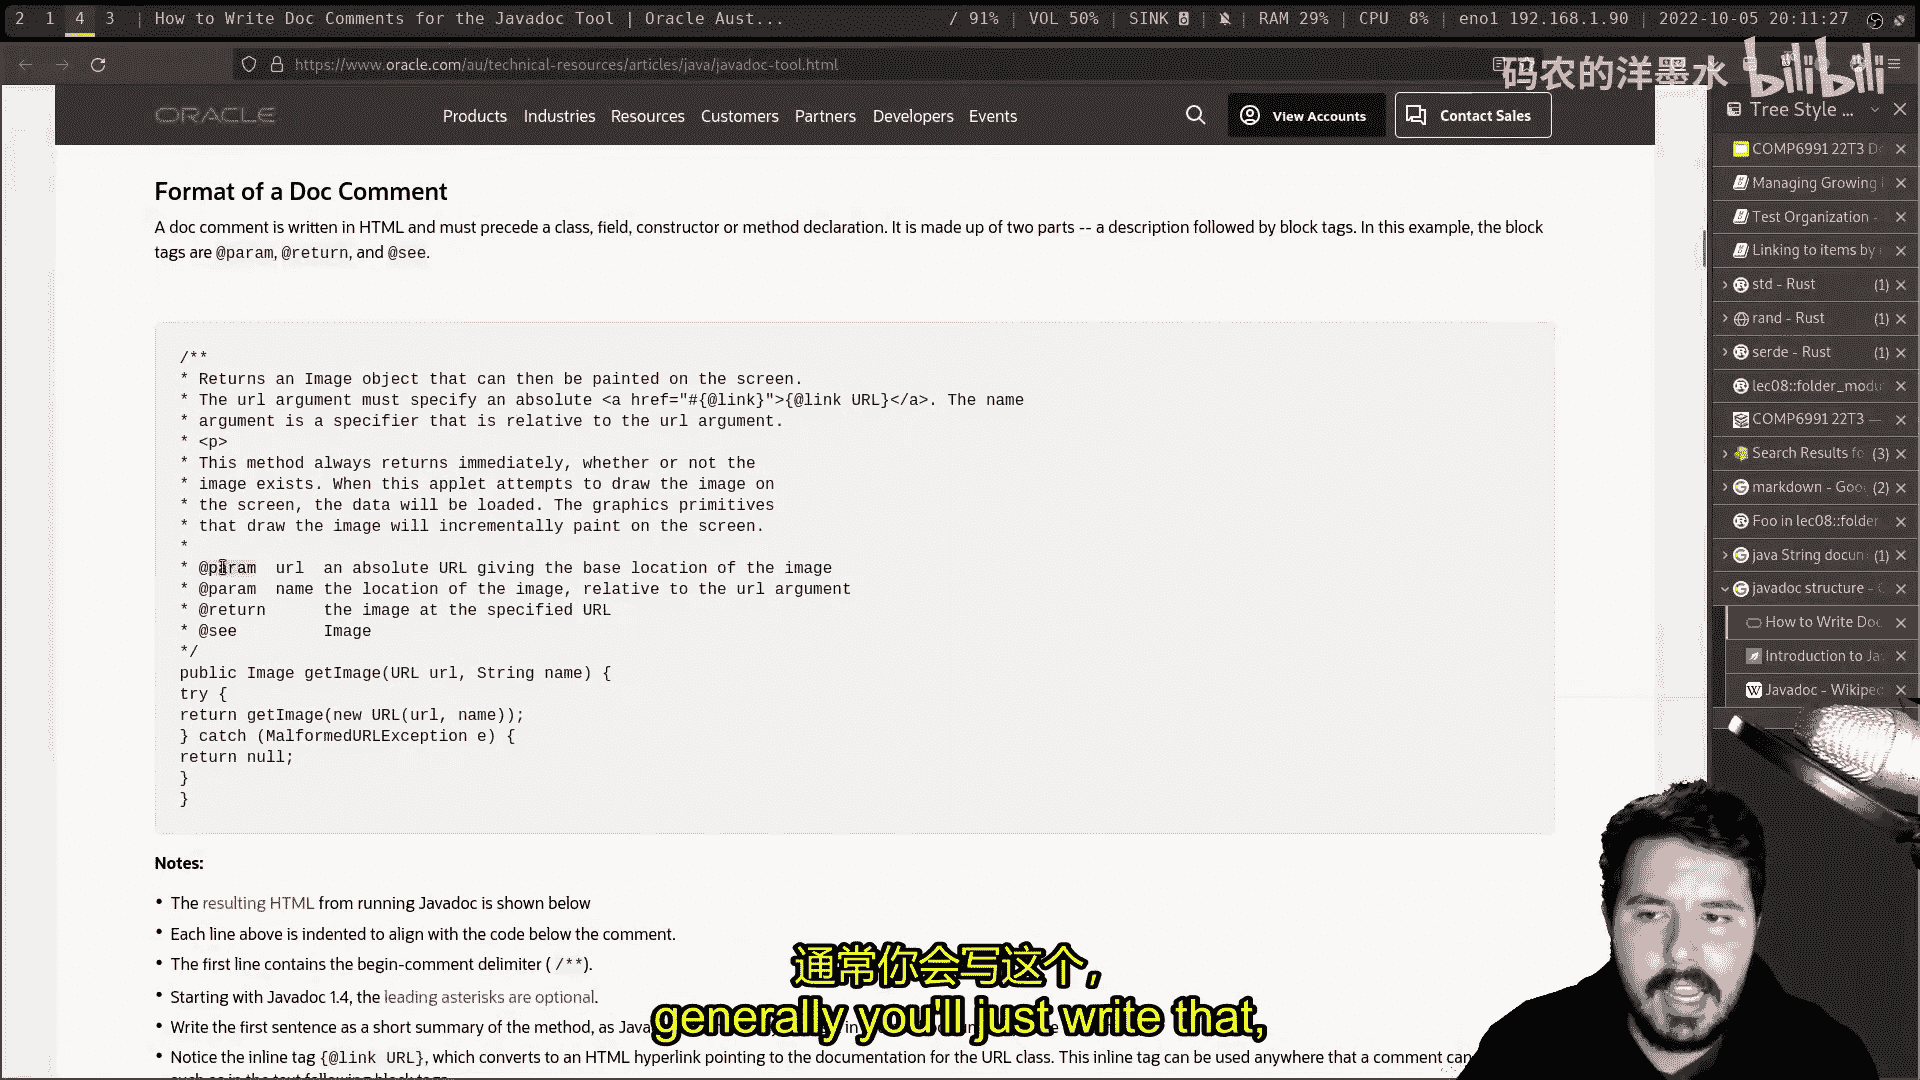 2 1 4 3 | How to Write Doc Comments for the Javadoc Tool | Oracle Aust...
/ 91% | VOL 50% | SINK | | RAM 29% | CPU 8% | eno1 192.168.1.90 | 2022-10-05 20:11:27
https://www.oracle.com/au/technical-resources/articles/java/javadoc-tool.html
码农的洋墨水 bilibili
ORACLE
Products Industries Resources Customers Partners Developers Events
View Accounts
Contact Sales
Format of a Doc Comment
A doc comment is written in HTML and must precede a class, field, constructor or method declaration. It is made up of two parts -- a description followed by block tags. In this example, the block
tags are @param, @return, and @see.
/**
* Returns an Image object that can then be painted on the screen.
* The url argument must specify an absolute <a href="#{@link}">{@link URL}</a>. The name
* argument is a specifier that is relative to the url argument.
* <p>
* This method always returns immediately, whether or not the
* image exists. When this applet attempts to draw the image on
* the screen, the data will be loaded. The graphics primitives
* that draw the image will incrementally paint on the screen.
*
* @param  url  an absolute URL giving the base location of the image
* @param  name the location of the image, relative to the url argument
* @return      the image at the specified URL
* @see         Image
*/
public Image getImage(URL url, String name) {
try {
return getImage(new URL(url, name));
} catch (MalformedURLException e) {
return null;
}
}
Notes:
• The resulting HTML from running Javadoc is shown below
• Each line above is indented to align with the code below the comment.
• The first line contains the begin-comment delimiter ( /**).
• Starting with Javadoc 1.4, the leading asterisks are optional.
• Write the first sentence as a short summary of the method, as Java
• Notice the inline tag {@link URL}, which converts to an HTML hyperlink pointing to the documentation for the URL class. This inline tag can be used anywhere that a comment can
Tree Style ...
COMP6991 22T3 D
Managing Growing
Test Organization -
Linking to items by
std - Rust (1)
rand - Rust (1)
serde - Rust (1)
lec08::folder_modu
COMP6991 22T3 —
Search Results fo (3)
markdown - Goo (2)
Foo in lec08::folder
java String docun (1)
javadoc structure -
How to Write Doc
Introduction to Ja
Javadoc - Wikiped
通常你会写这个,
generally you'll just write that,